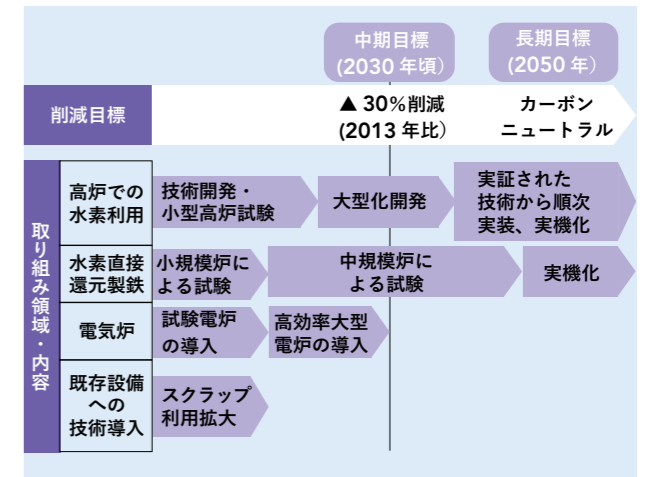 中期目標
(2030年頃)
長期目標
(2050年)
削減目標
▲30%削減
(2013年比)
カーボン
ニュートラル
取り組み領域・内容
高炉での
水素利用
技術開発・
小型高炉試験
大型化開発
実証された
技術から順次
実装、実機化
水素直接
還元製鉄
小規模炉に
よる試験
中規模炉に
よる試験
実機化
電気炉
試験電炉
の導入
高効率大型
電炉の導入
既存設備
への
技術導入
スクラップ
利用拡大